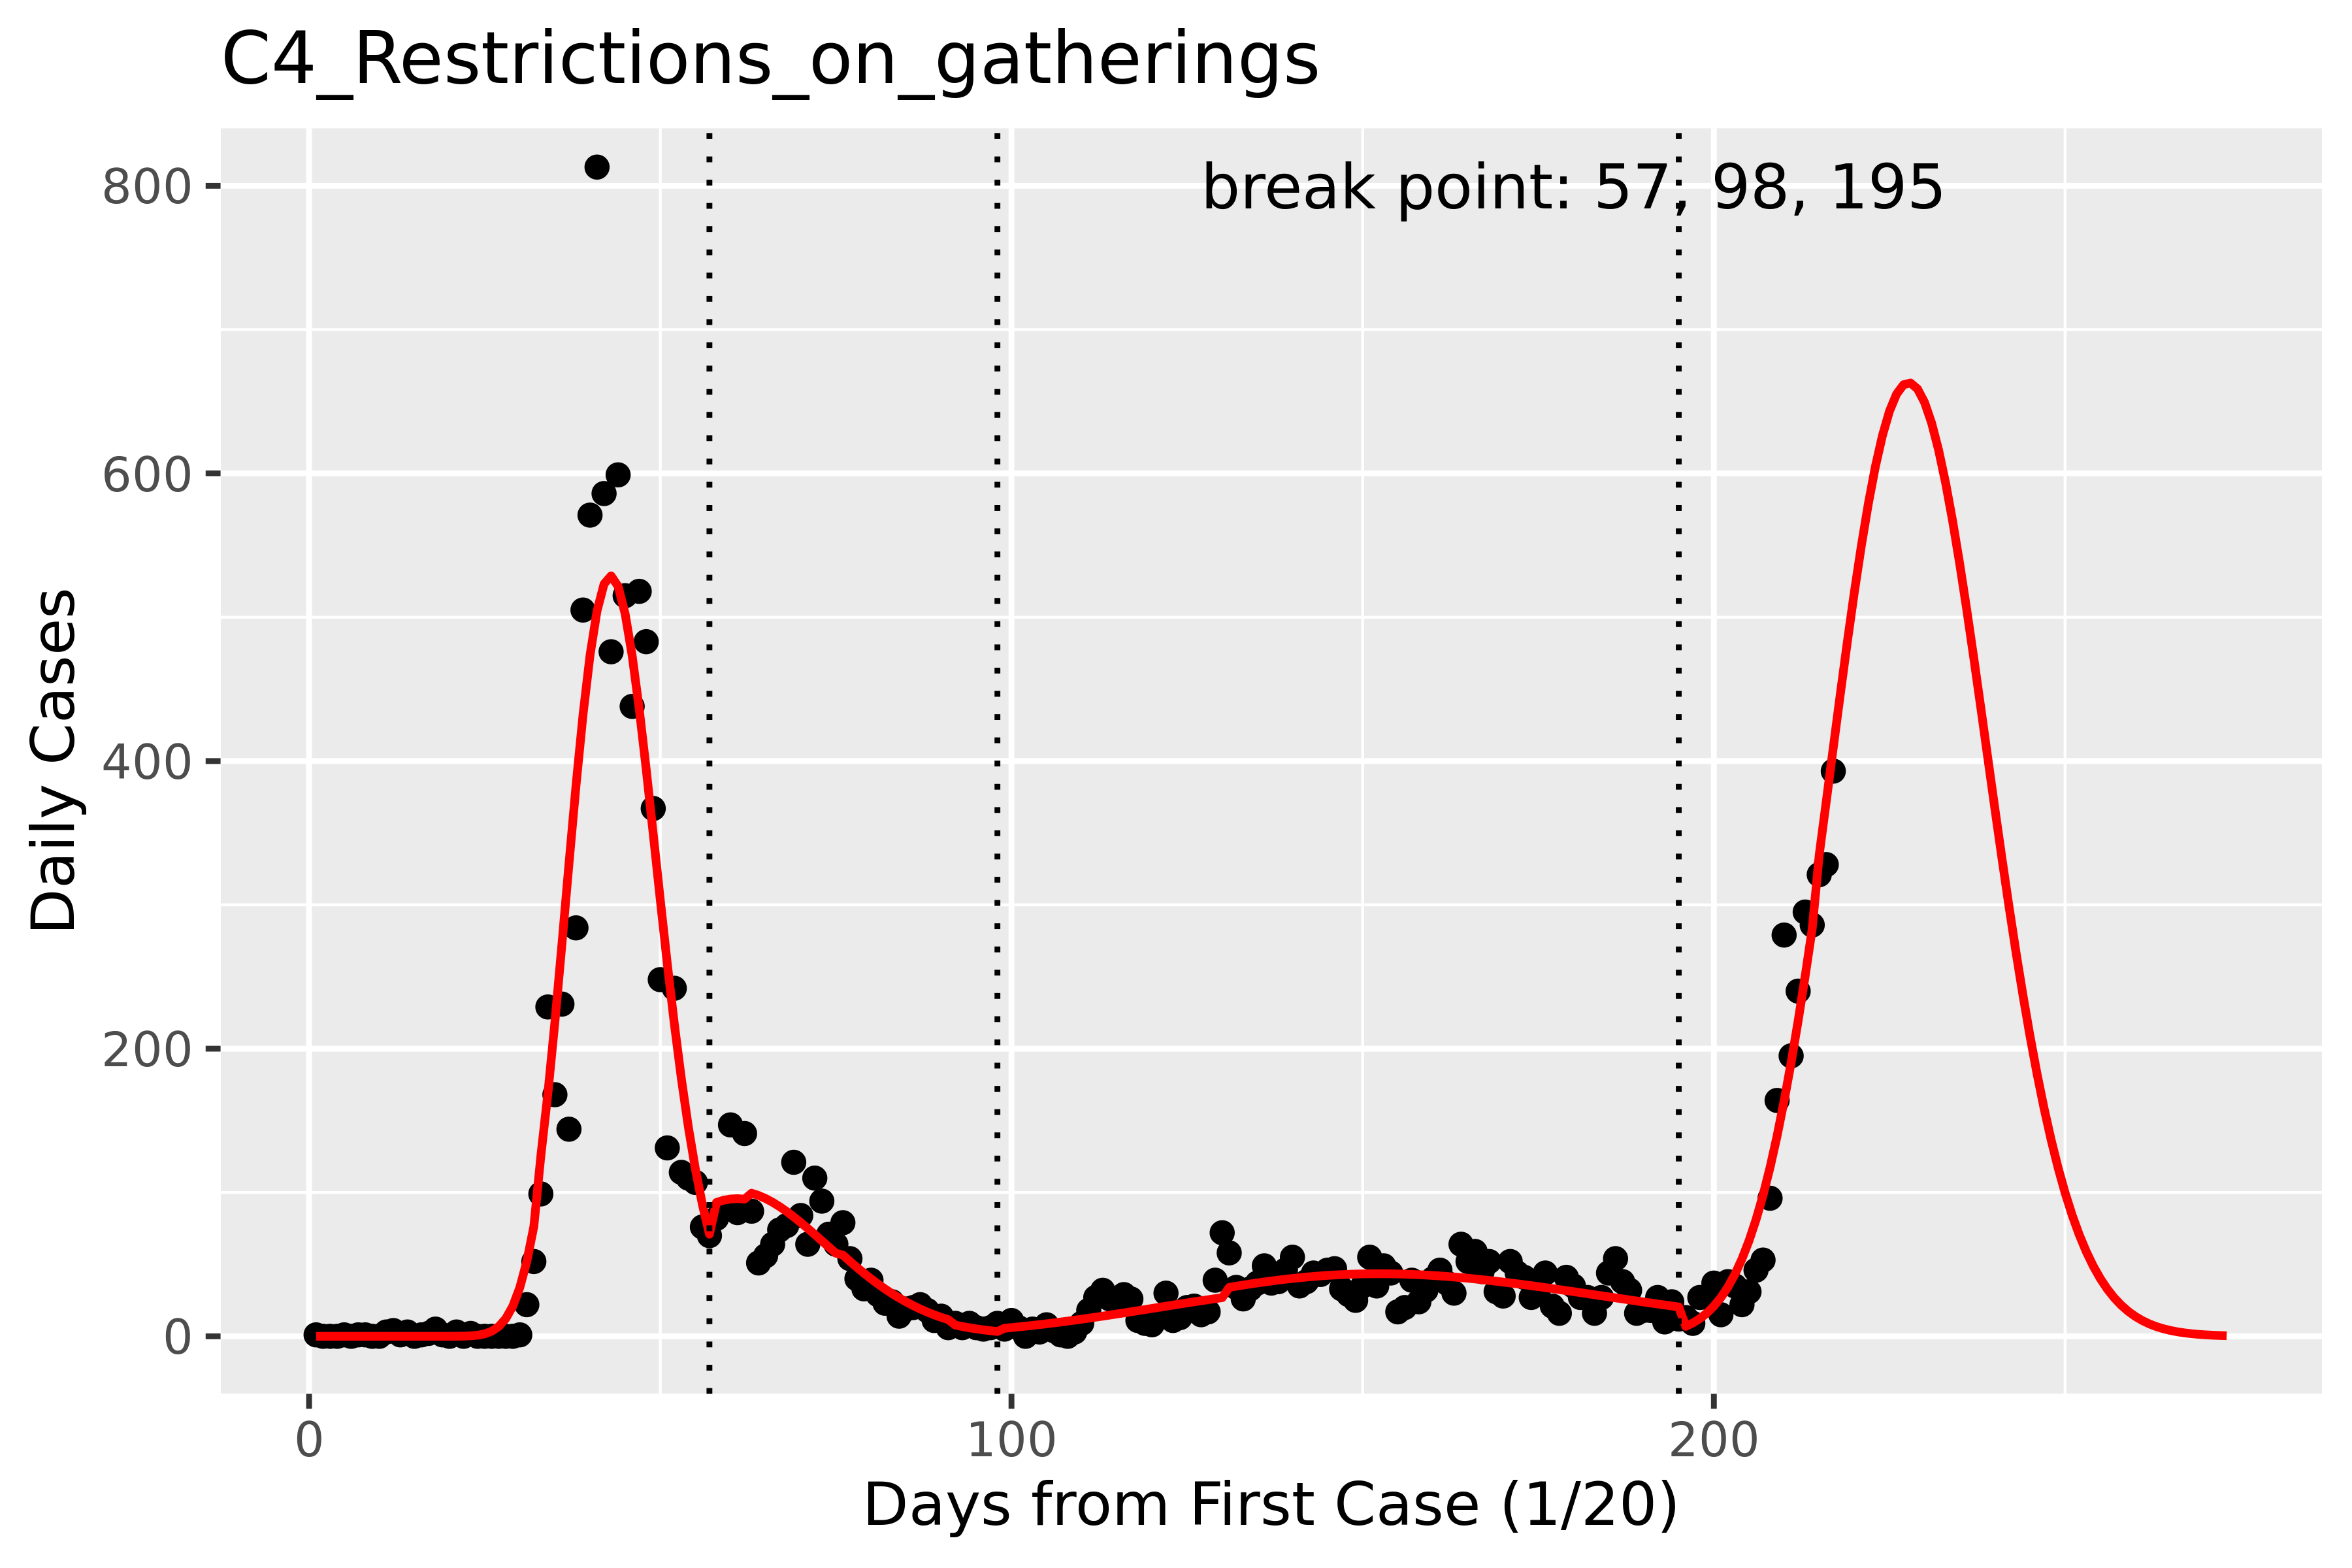 C4_Restrictions_on_gatherings
break point: 57, 98, 195
800
600
400
200
0
Daily Cases
0 100 200
Days from First Case (1/20)